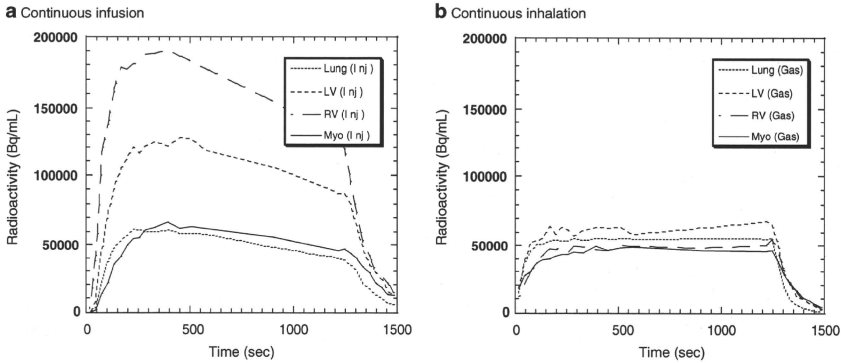 a Continuous infusion
200000
150000
100000
50000
0
Radioactivity (Bq/mL)
Lung (I nj )
LV (I nj )
RV (I nj )
Myo (I nj )
0
500
1000
1500
Time (sec)
b Continuous inhalation
200000
150000
100000
50000
0
Radioactivity (Bq/mL)
Lung (Gas)
LV (Gas)
RV (Gas)
Myo (Gas)
0
500
1000
1500
Time (sec)